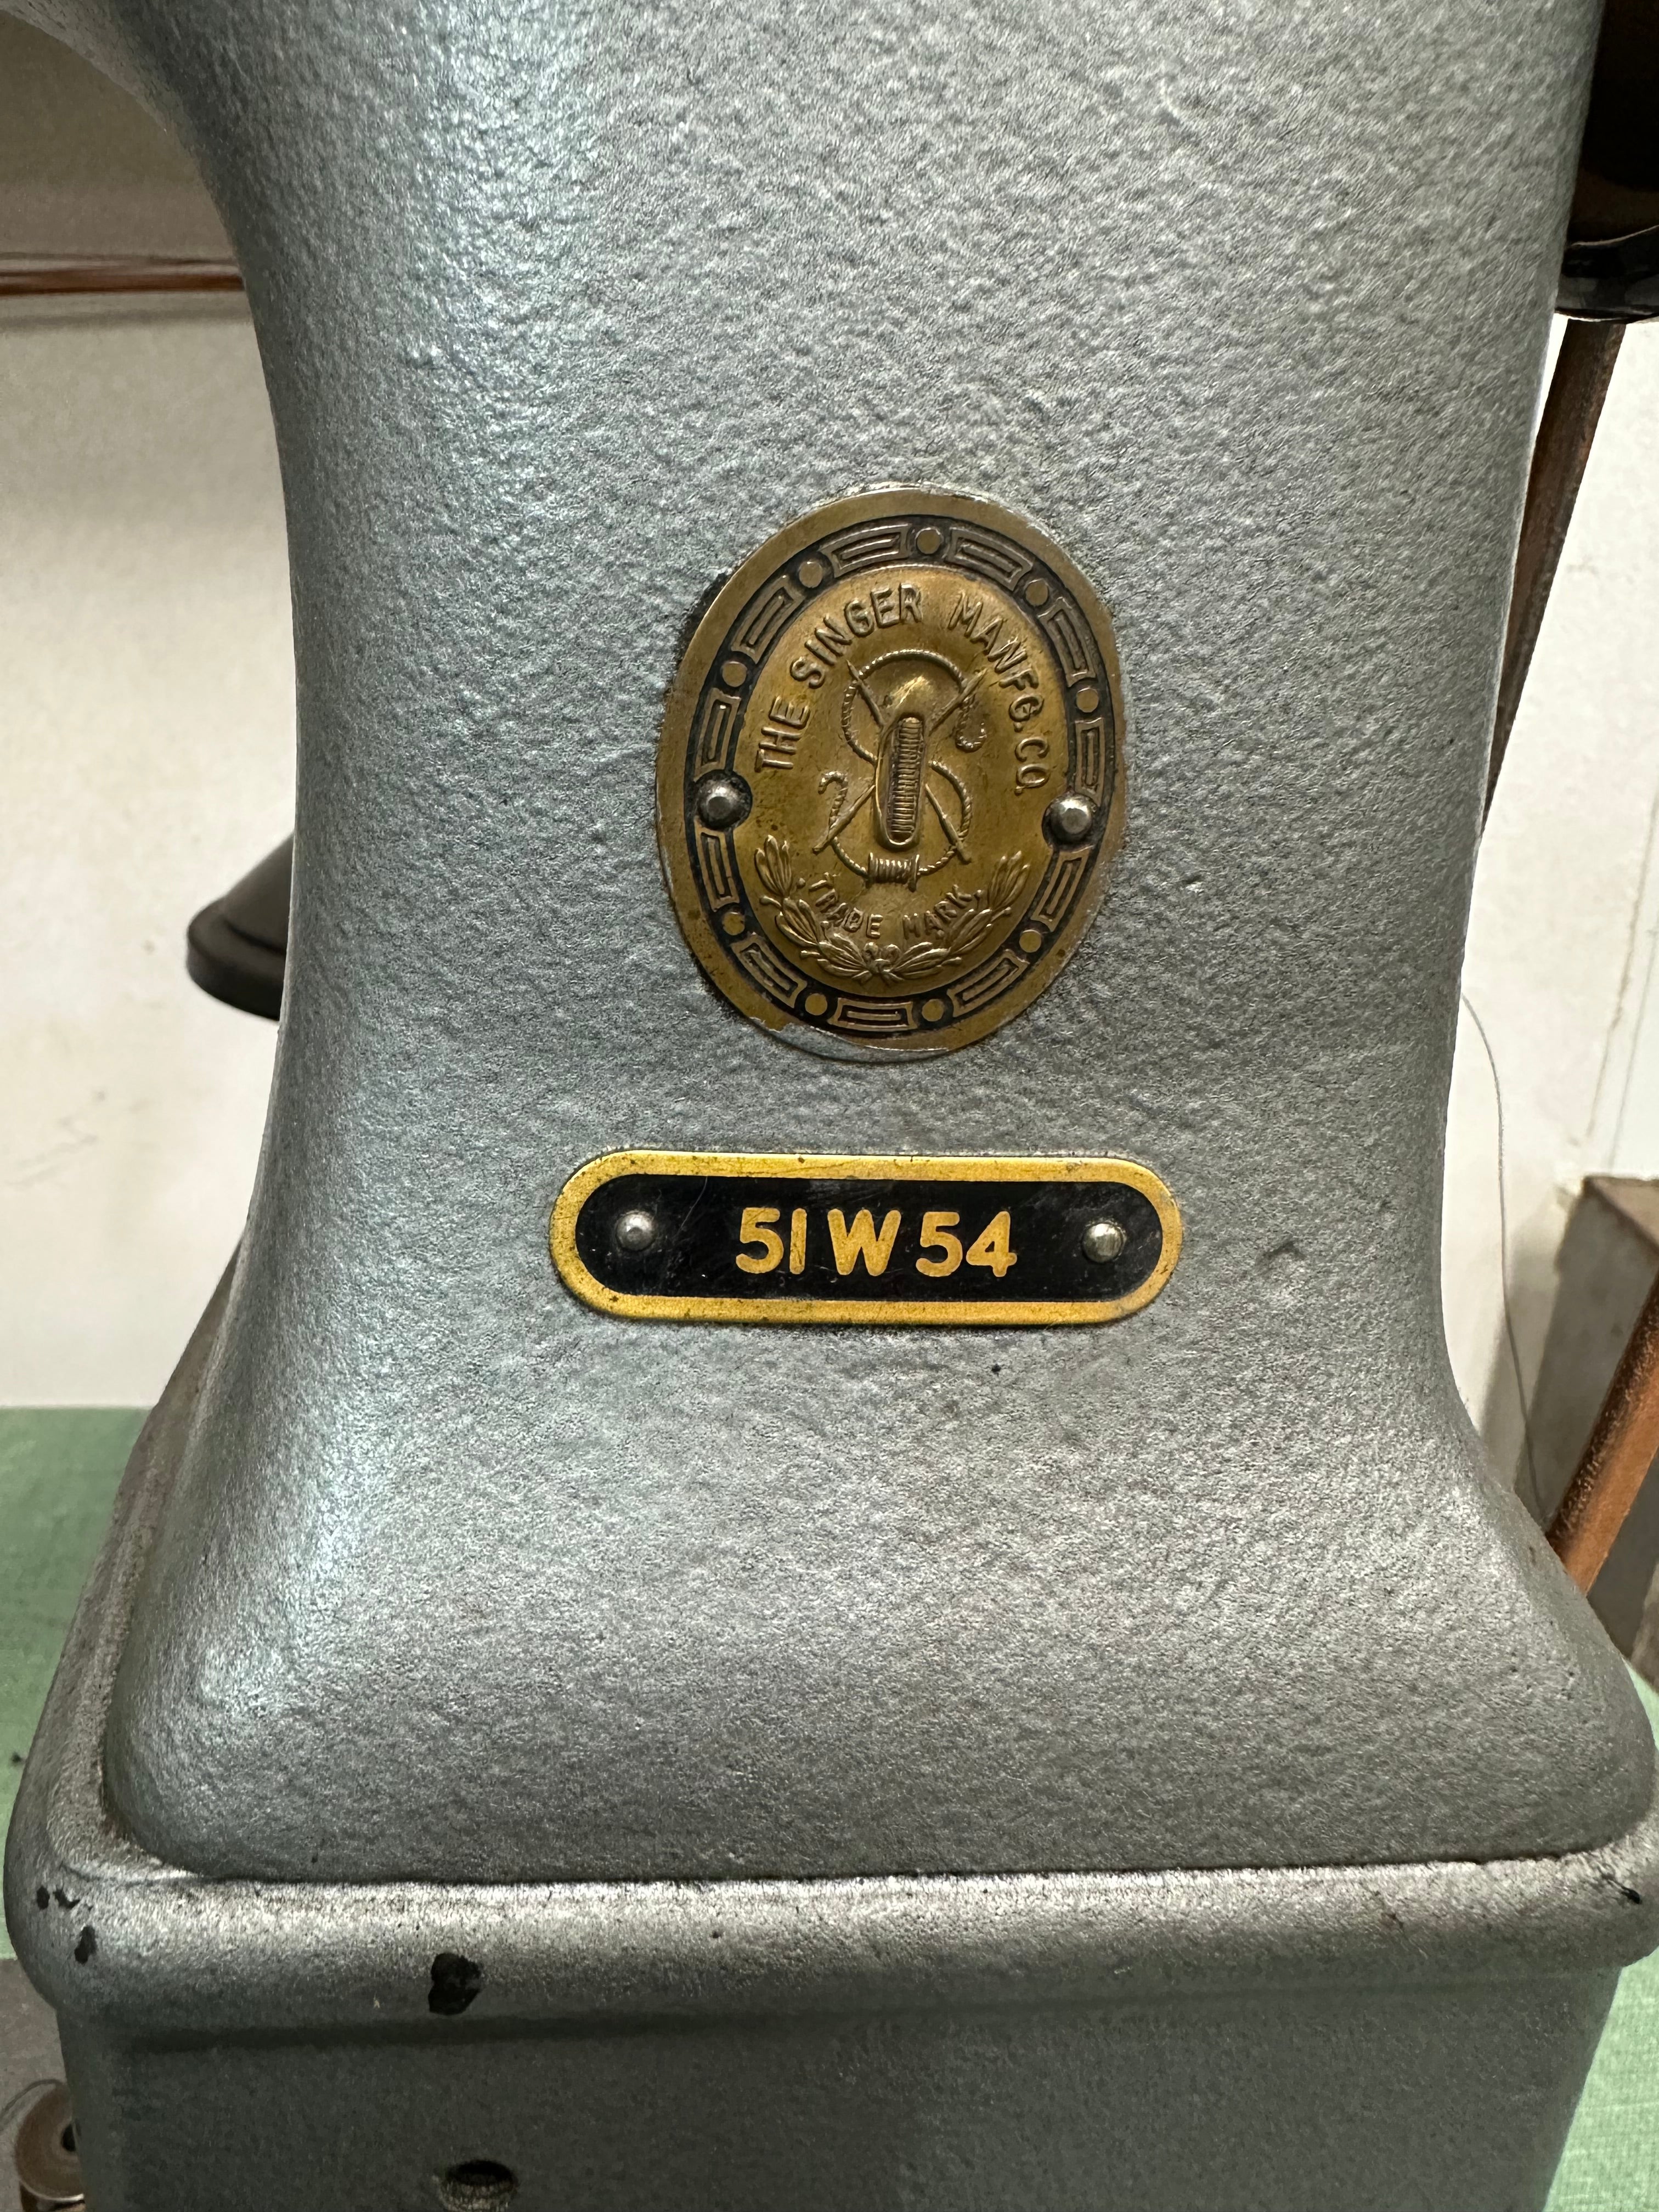 THE SINGER MANFG. CO.
TRADE MARK
51W54